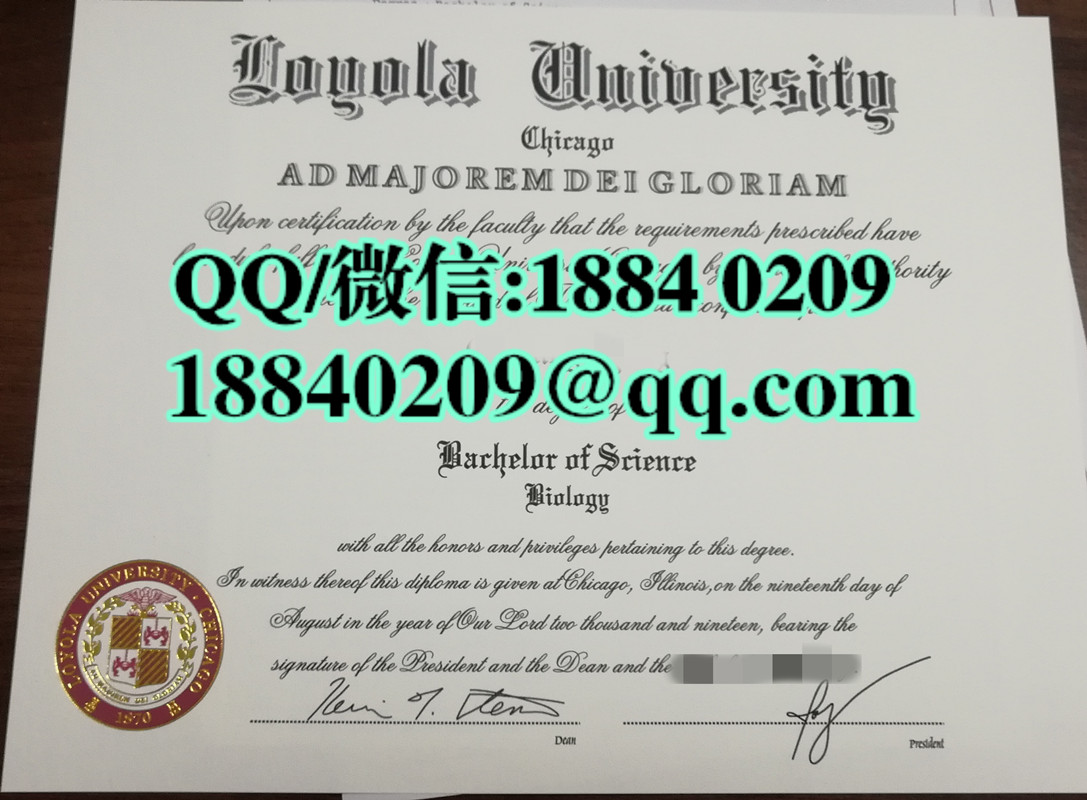 Loyola University
Chicago
AD MAJOREM DEI GLORIAM
Upon certification by the faculty that the requirements prescribed have
QQ/微信:1884 0209
18840209@qq.com
Bachelor of Science
Biology
with all the honors and privileges pertaining to this degree.
In witness thereof this diploma is given at Chicago, Illinois, on the nineteenth day of
August in the year of Our Lord two thousand and nineteen, bearing the
signature of the President and the Dean and the
LOYOLA UNIVERSITY · CHICAGO
1870
Dean
President